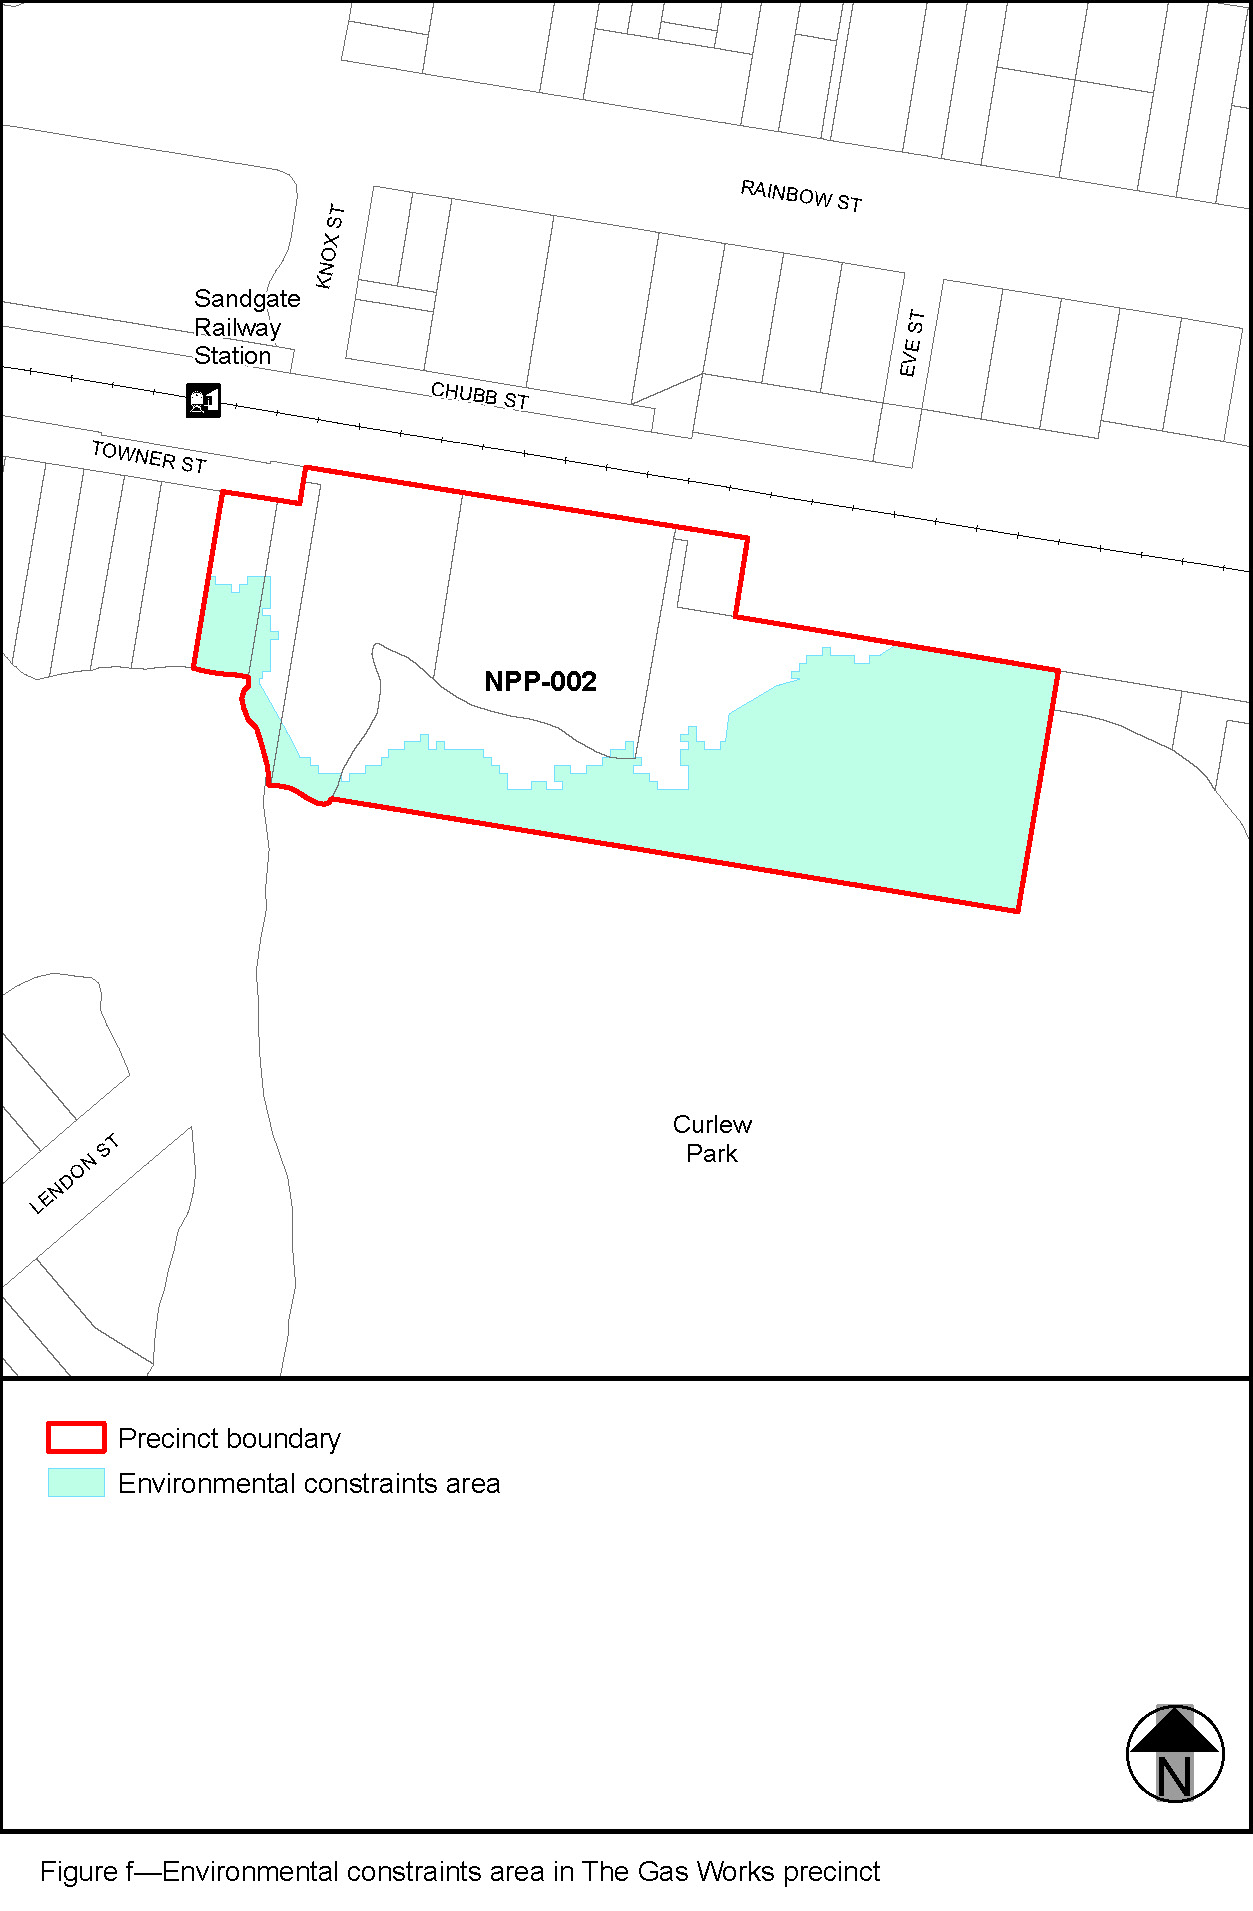 RAINBOW ST
KNOX ST
Sandgate
Railway
Station
EVE ST
CHUBB ST
TOWNER ST
NPP-002
Curlew
Park
LENDON ST
Precinct boundary
Environmental constraints area
N
Figure f—Environmental constraints area in The Gas Works precinct